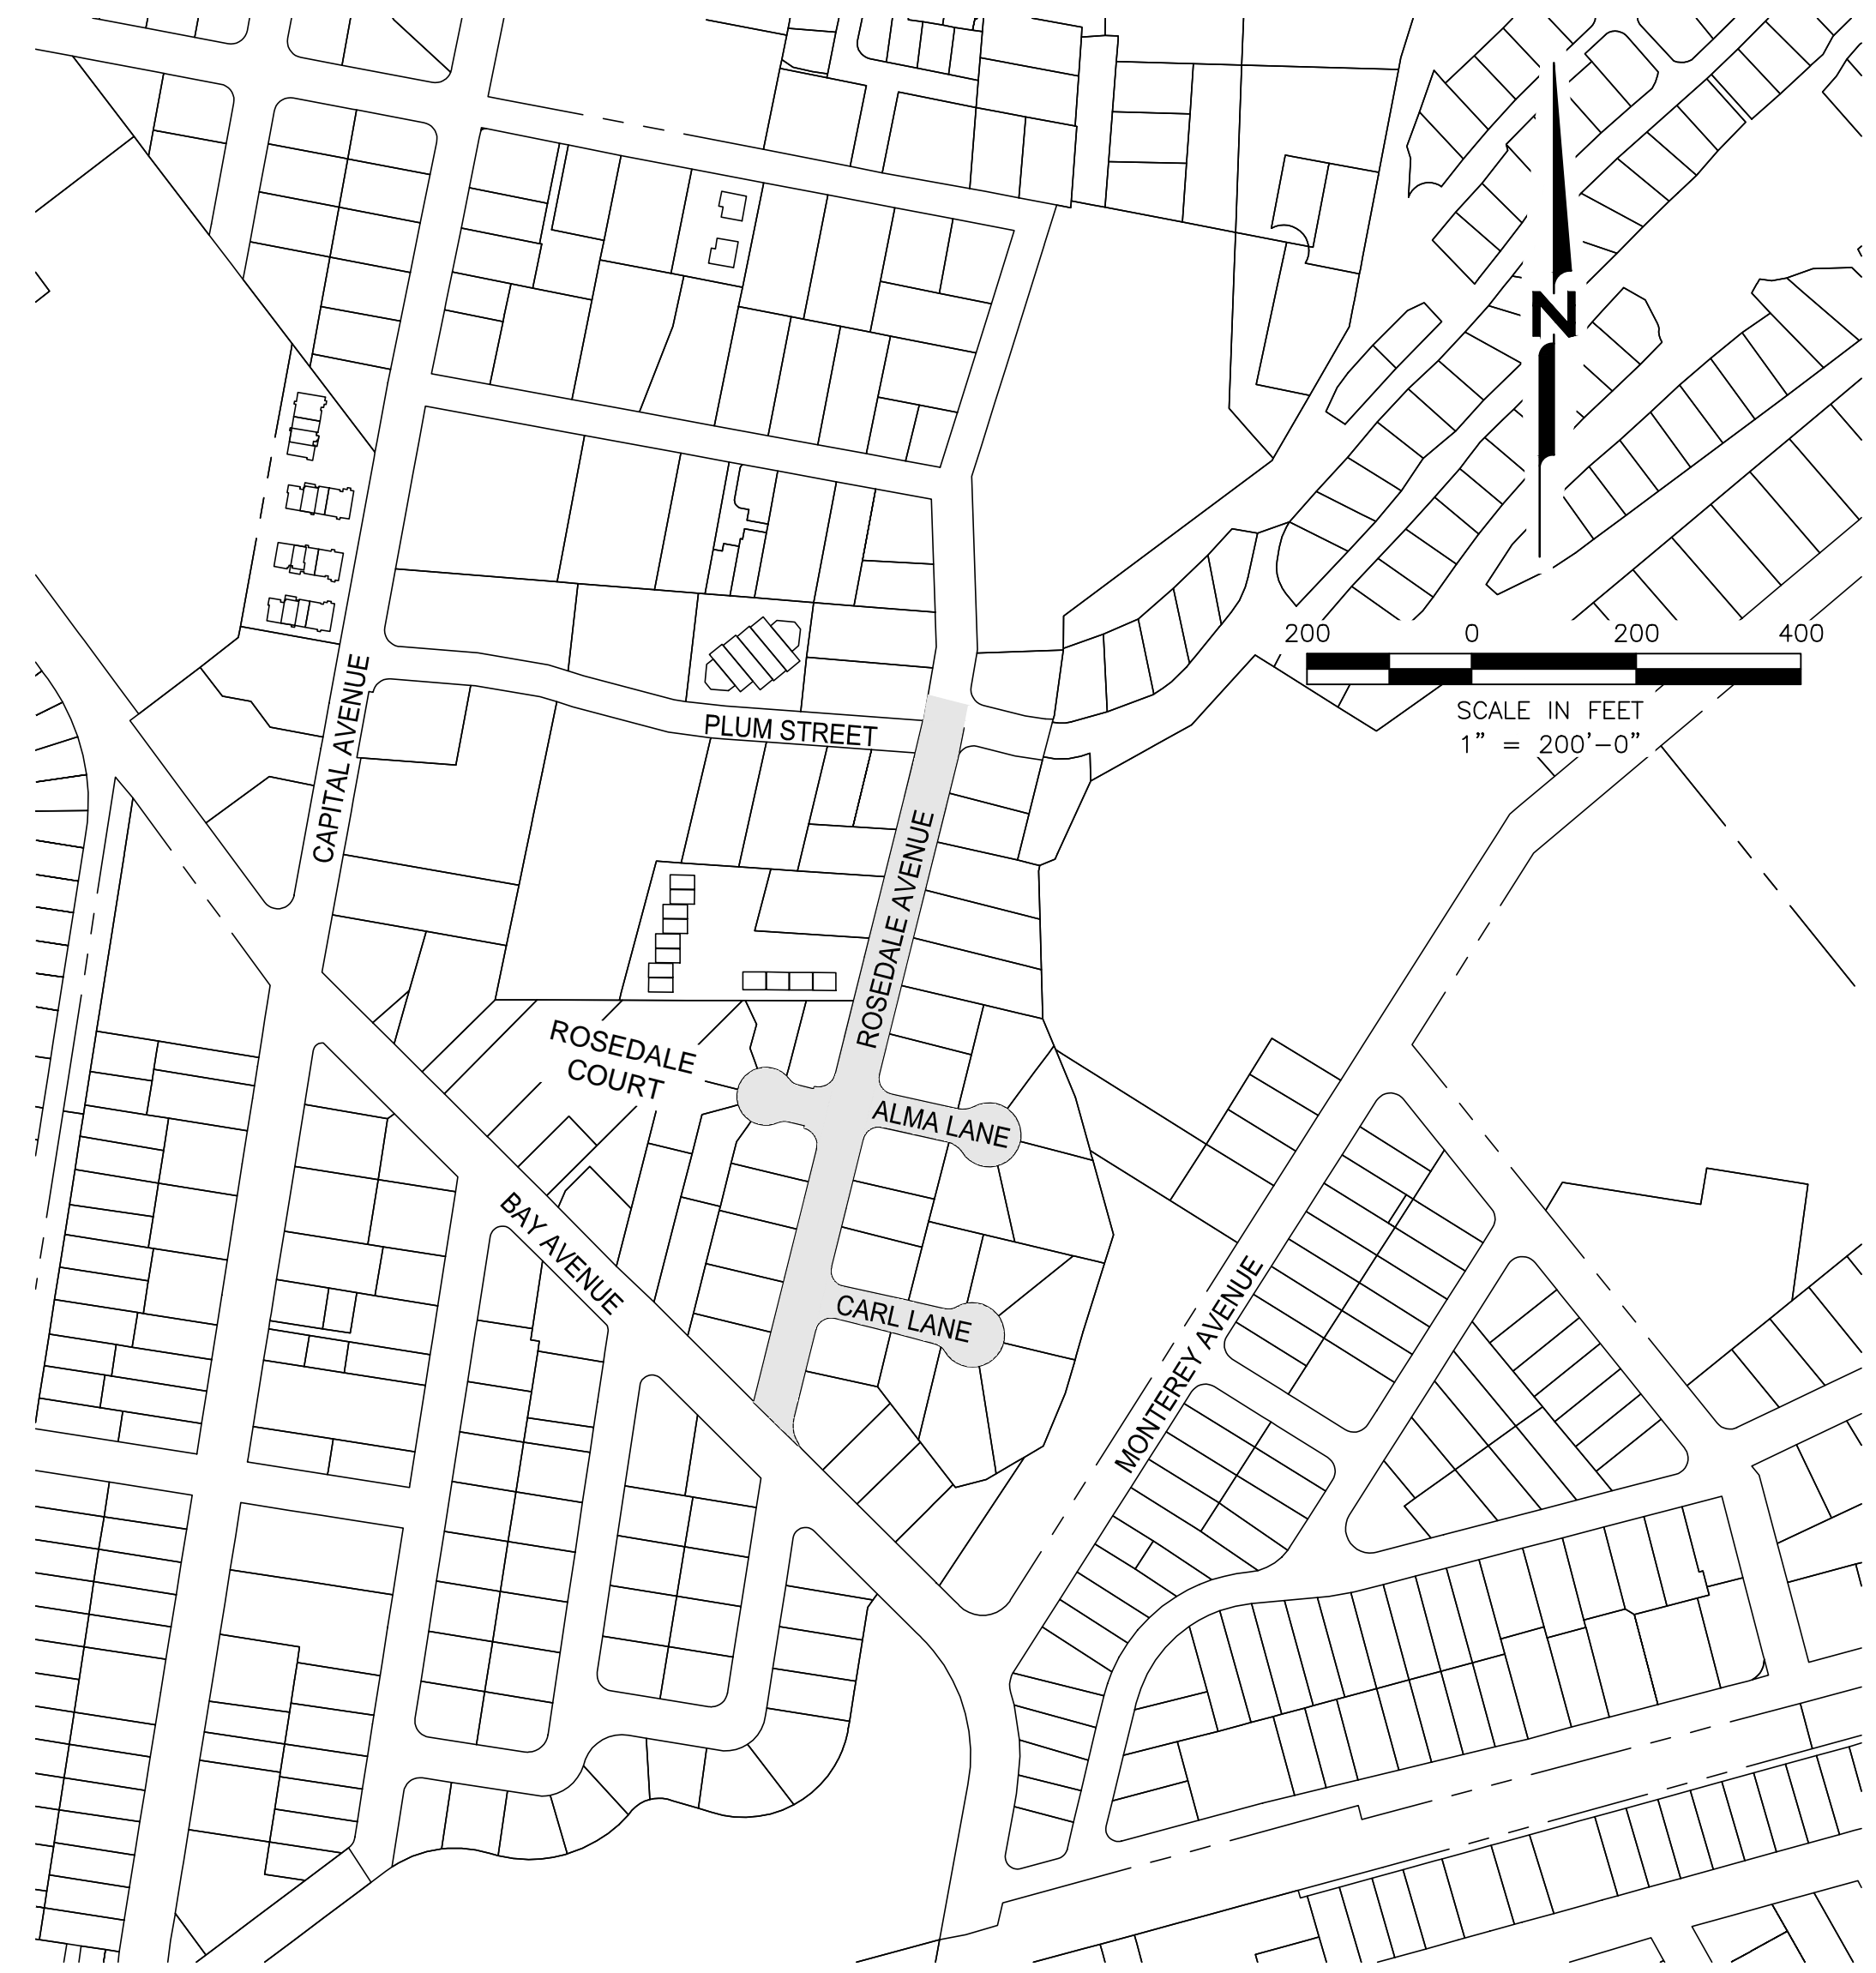 N
200 0 200 400
SCALE IN FEET
1" = 200'-0"
CAPITAL AVENUE
PLUM STREET
ROSEDALE AVENUE
ROSEDALE
COURT
ALMA LANE
BAY AVENUE
CARL LANE
MONTEREY AVENUE